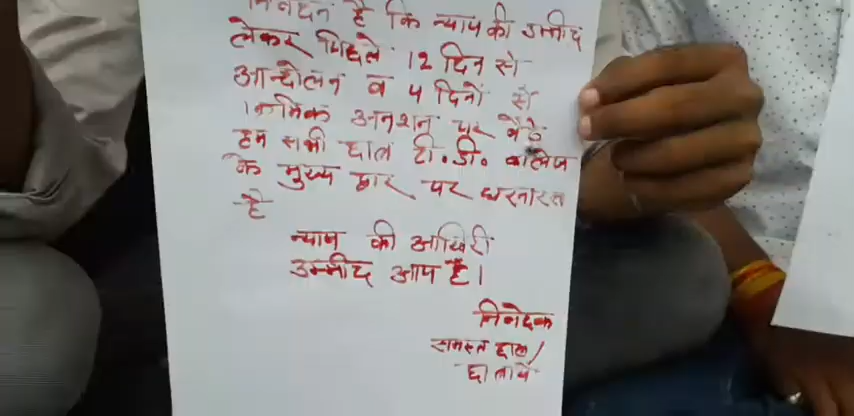 निवेदन है कि न्याय की उम्मीद
लेकर पिछले 12 दिन से
आन्दोलन व 4 दिनों से
क्रमिक अनशन पर बैठे
हम सभी छात्र टी.डी. कालेज
के मुख्य द्वार पर धरनारत
है
न्याय की आखिरी
उम्मीद आप है।
निवेदक
समस्त छात्र/
छात्रायें